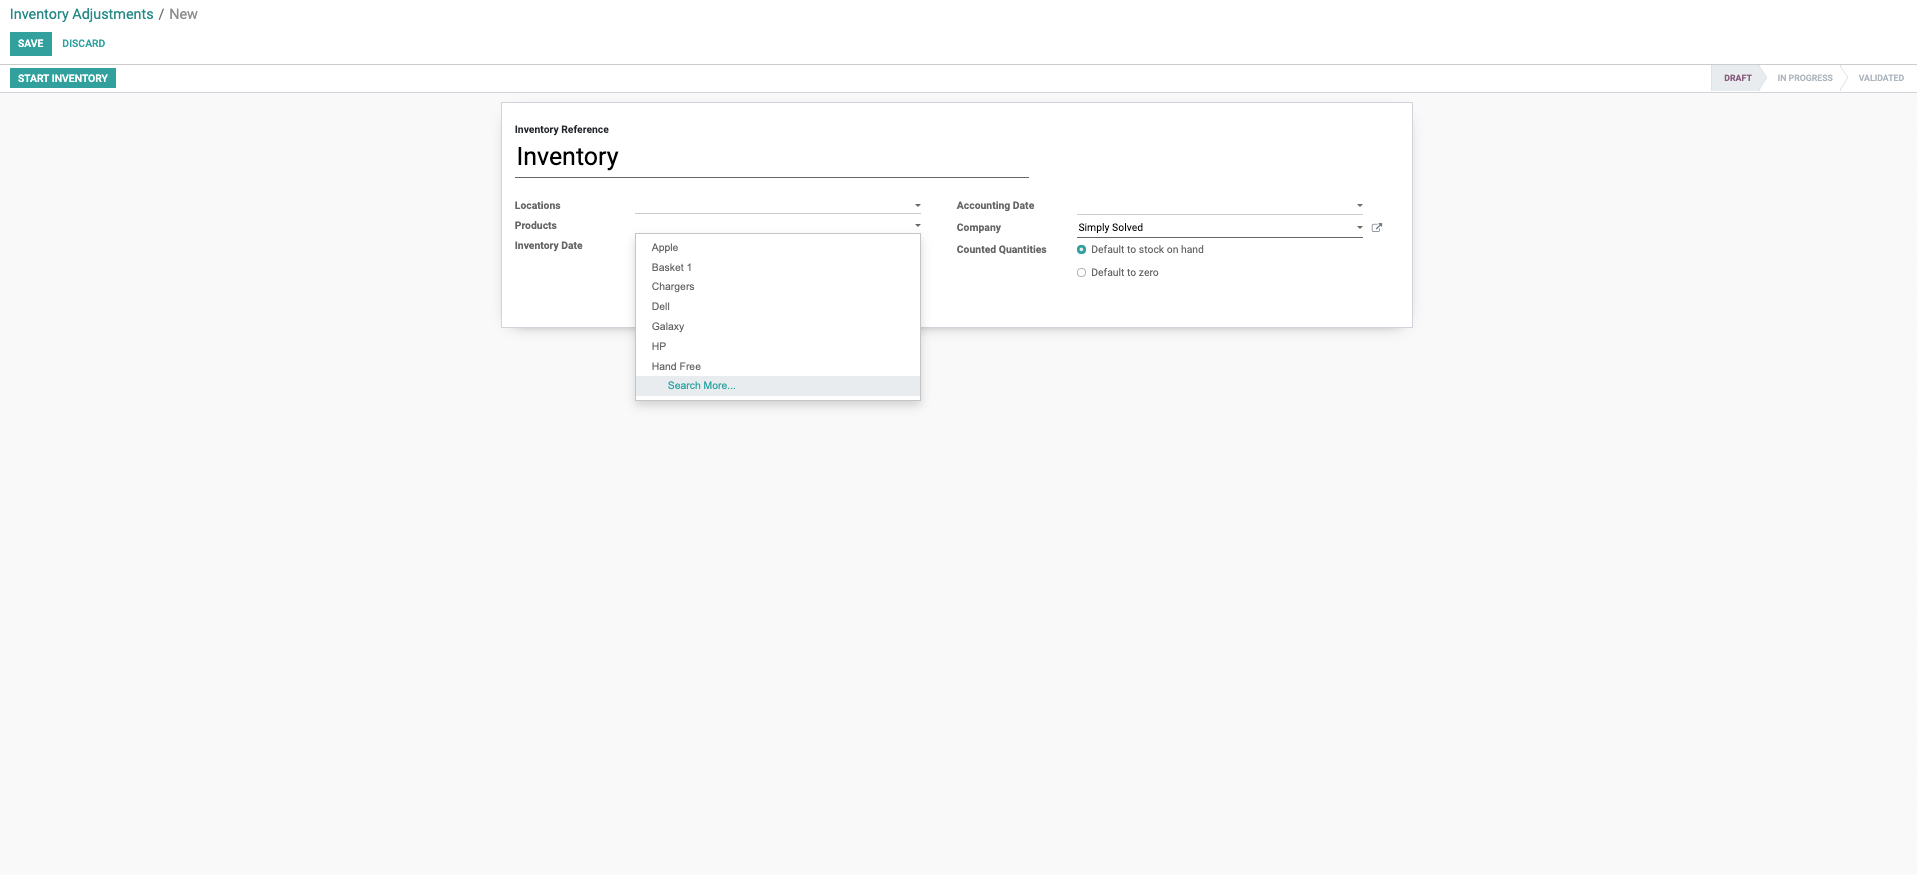 Inventory Adjustments / New
SAVE DISCARD
START INVENTORY
DRAFT IN PROGRESS VALIDATED
Inventory Reference
Inventory
Locations
Products
Inventory Date
Apple
Basket 1
Chargers
Dell
Galaxy
HP
Hand Free
Search More...
Accounting Date
Company Simply Solved
Counted Quantities Default to stock on hand
Default to zero